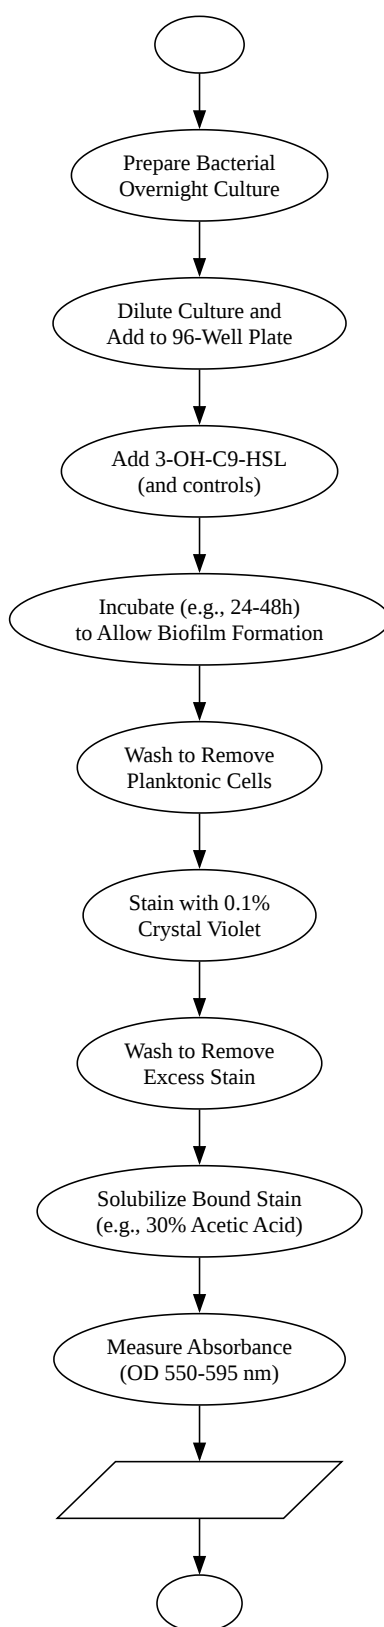 Prepare Bacterial
Overnight Culture
Dilute Culture and
Add to 96-Well Plate
Add 3-OH-C9-HSL
(and controls)
Incubate (e.g., 24-48h)
to Allow Biofilm Formation
Wash to Remove
Planktonic Cells
Stain with 0.1%
Crystal Violet
Wash to Remove
Excess Stain
Solubilize Bound Stain
(e.g., 30% Acetic Acid)
Measure Absorbance
(OD 550-595 nm)